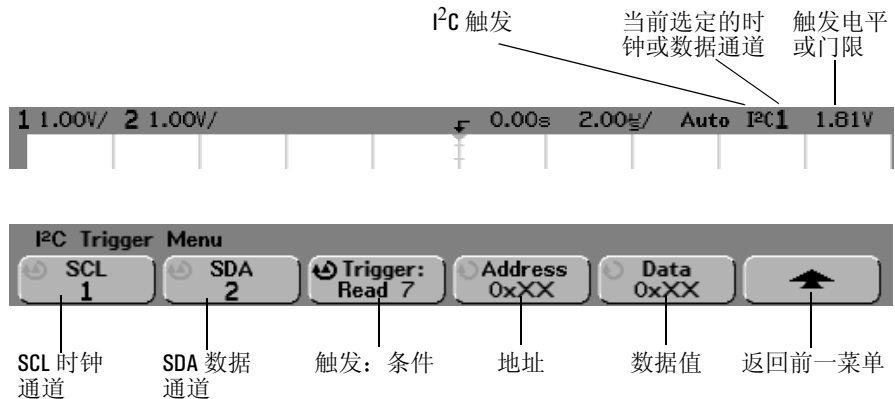 I²C 触发
当前选定的时
钟或数据通道
触发电平
或门限
1 1.00V/ 2 1.00V/ 0.00s 2.00㎲/ Auto I²C1 1.81V
I²C Trigger Menu
SCL
1
SDA
2
Trigger:
Read 7
Address
0xXX
Data
0xXX
SCL 时钟
通道
SDA 数据
通道
触发：条件
地址
数据值
返回前一菜单